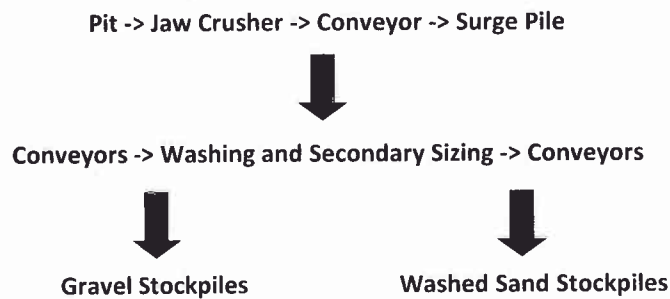 Pit -> Jaw Crusher -> Conveyor -> Surge Pile
Conveyors -> Washing and Secondary Sizing -> Conveyors
Gravel Stockpiles
Washed Sand Stockpiles